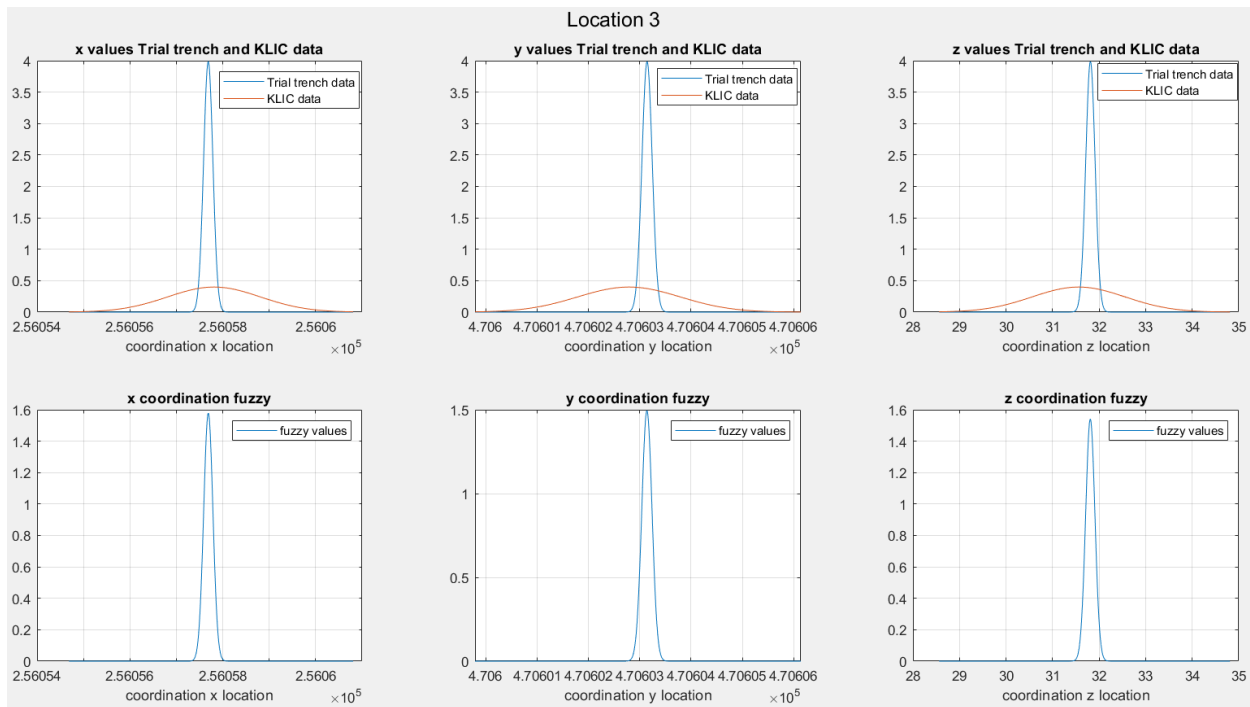 Location 3
x values Trial trench and KLIC data
4
3.5
3
2.5
2
1.5
1
0.5
0
Trial trench data
KLIC data
2.56054 2.56056 2.56058 2.5606
coordination x location
×10^5
y values Trial trench and KLIC data
4
3.5
3
2.5
2
1.5
1
0.5
0
Trial trench data
KLIC data
4.706 4.70601 4.70602 4.70603 4.70604 4.70605 4.70606
coordination y location
×10^5
z values Trial trench and KLIC data
4
3.5
3
2.5
2
1.5
1
0.5
0
Trial trench data
KLIC data
28 29 30 31 32 33 34 35
coordination z location
x coordination fuzzy
1.6
1.4
1.2
1
0.8
0.6
0.4
0.2
0
fuzzy values
2.56054 2.56056 2.56058 2.5606
coordination x location
×10^5
y coordination fuzzy
1.5
1
0.5
0
fuzzy values
4.706 4.70601 4.70602 4.70603 4.70604 4.70605 4.70606
coordination y location
×10^5
z coordination fuzzy
1.6
1.4
1.2
1
0.8
0.6
0.4
0.2
0
fuzzy values
28 29 30 31 32 33 34 35
coordination z location